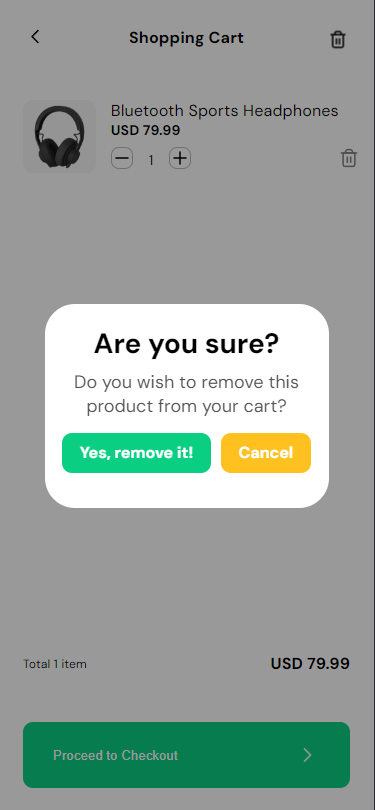 Shopping Cart
Bluetooth Sports Headphones
USD 79.99
1
Are you sure?
Do you wish to remove this
product from your cart?
Yes, remove it! Cancel
Total 1 item USD 79.99
Proceed to Checkout